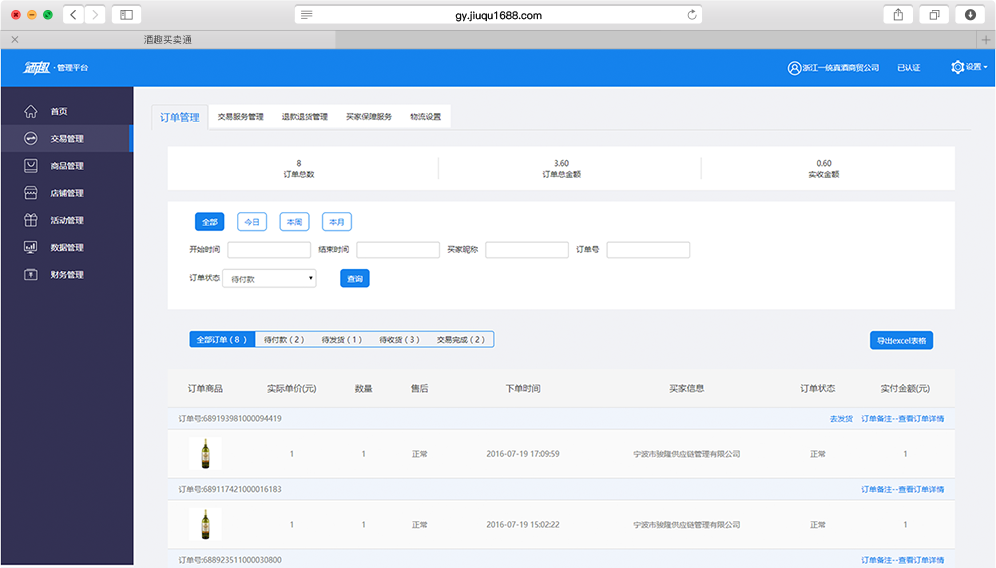 gy.jiuqu1688.com
酒趣买卖通
酒趣·管理平台
浙江一统真酒商贸公司 已认证 设置
首页
交易管理
商品管理
店铺管理
活动管理
数据管理
财务管理
订单管理 交易服务管理 退款退货管理 买家保障服务 物流设置
8 3.60 0.60
订单总数 订单总金额 实收金额
全部 今日 本周 本月
开始时间 结束时间 买家昵称 订单号
订单状态 待付款 查询
全部订单（8） 待付款（2） 待发货（1） 待收货（3） 交易完成（2） 导出excel表格
订单商品 实际单价(元) 数量 售后 下单时间 买家信息 订单状态 实付金额(元)
订单号:689193981000094419 去发货 订单备注--查看订单详情
1 1 正常 2016-07-19 17:09:59 宁波市骏隆供应链管理有限公司 正常 1
订单号:689117421000016183 订单备注--查看订单详情
1 1 正常 2016-07-19 15:02:22 宁波市骏隆供应链管理有限公司 正常 1
订单号:688923511000030800 订单备注--查看订单详情